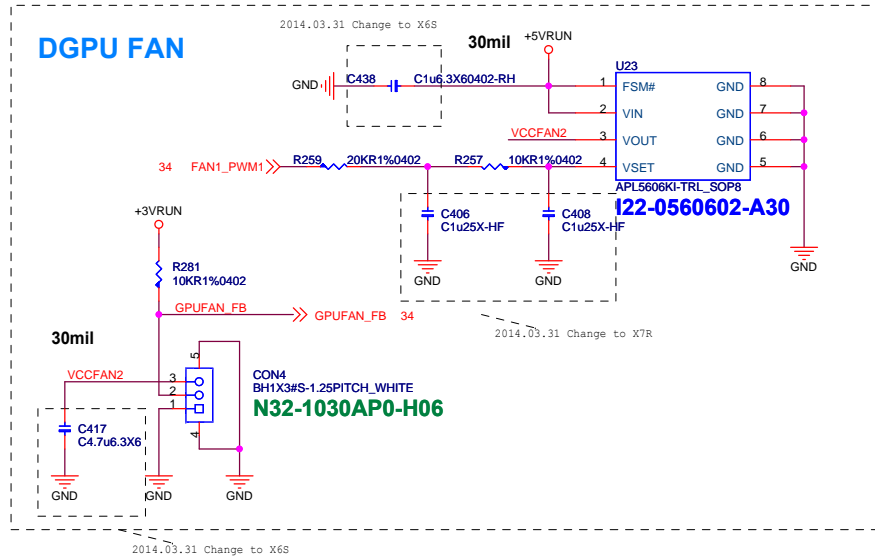 2014.03.31 Change to X6S
DGPU FAN
30mil
+5VRUN
U23
GND
C438
C1u6.3X60402-RH
1
FSM#
GND
8
2
VIN
GND
7
VCCFAN2
3
VOUT
GND
6
34 FAN1_PWM1
R259
20KR1%0402
R257
10KR1%0402
4
VSET
GND
5
APL5606KI-TRL_SOP8
I22-0560602-A30
+3VRUN
C406
C1u25X-HF
C408
C1u25X-HF
R281
10KR1%0402
GND
GND
GND
GPUFAN_FB
GPUFAN_FB 34
2014.03.31 Change to X7R
30mil
5
VCCFAN2
3
2
1
CON4
BH1X3#S-1.25PITCH_WHITE
N32-1030AP0-H06
C417
C4.7u6.3X6
4
GND
GND
GND
2014.03.31 Change to X6S